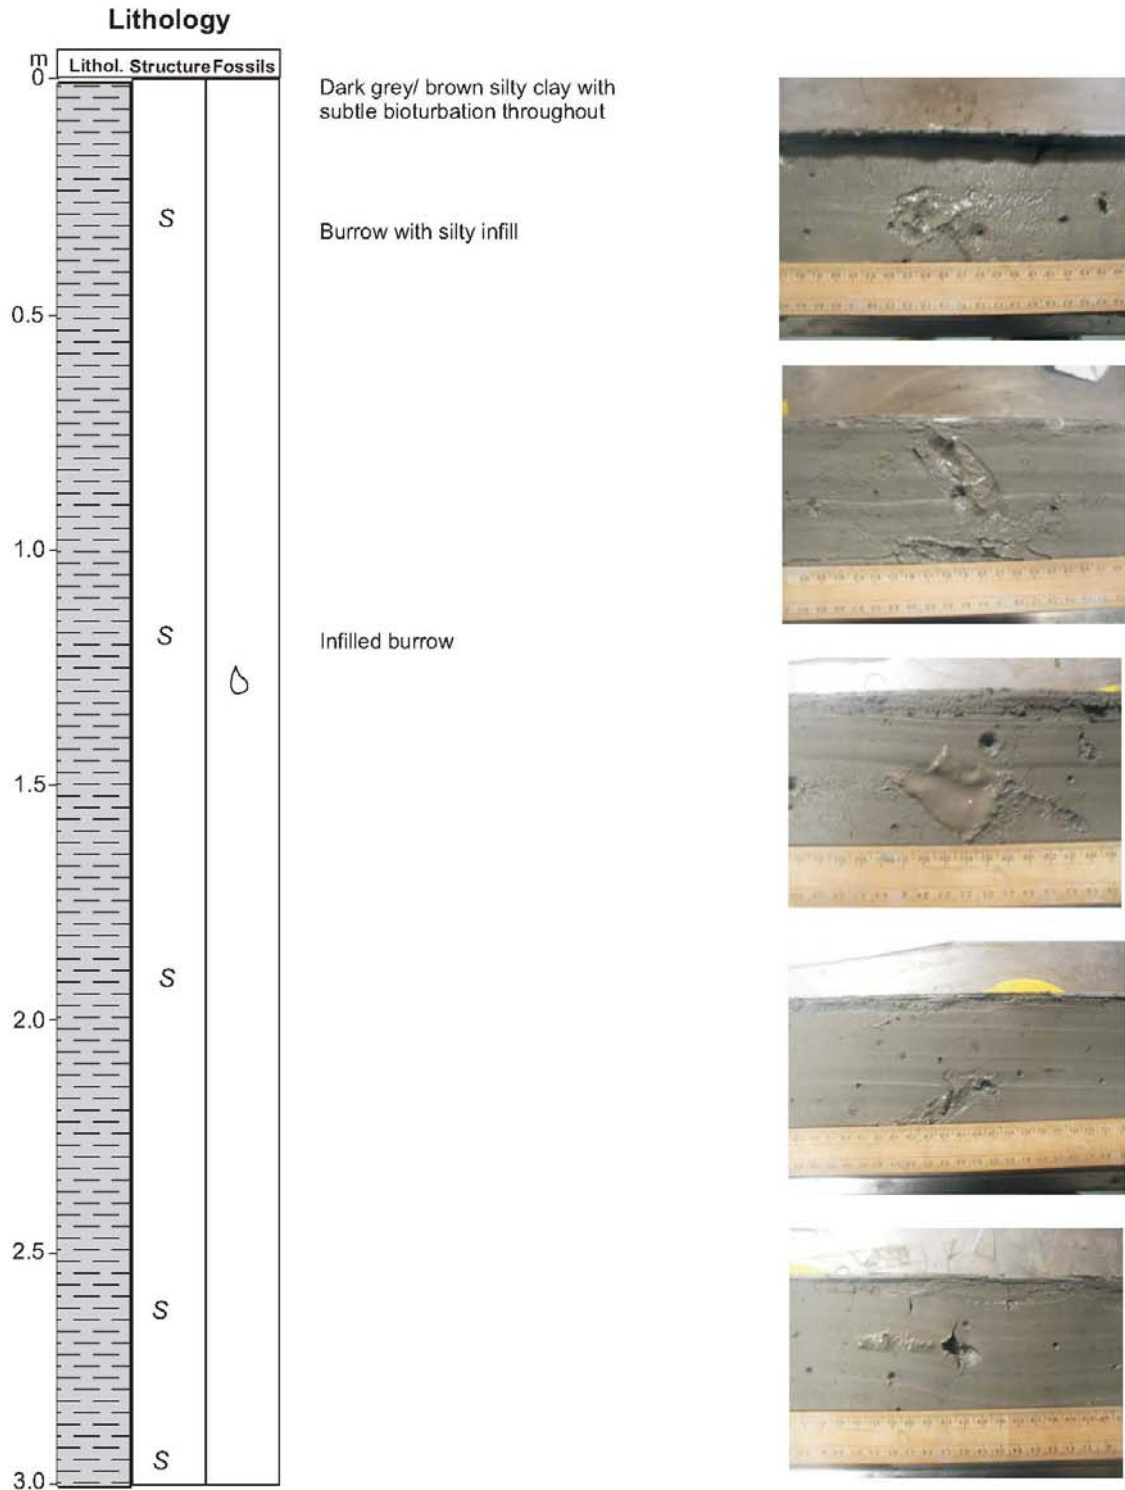 Lithology
m
Lithol. Structure Fossils
0
Dark grey/ brown silty clay with
subtle bioturbation throughout
S
Burrow with silty infill
0.5
1.0
S
Infilled burrow
1.5
S
2.0
2.5
S
S
3.0